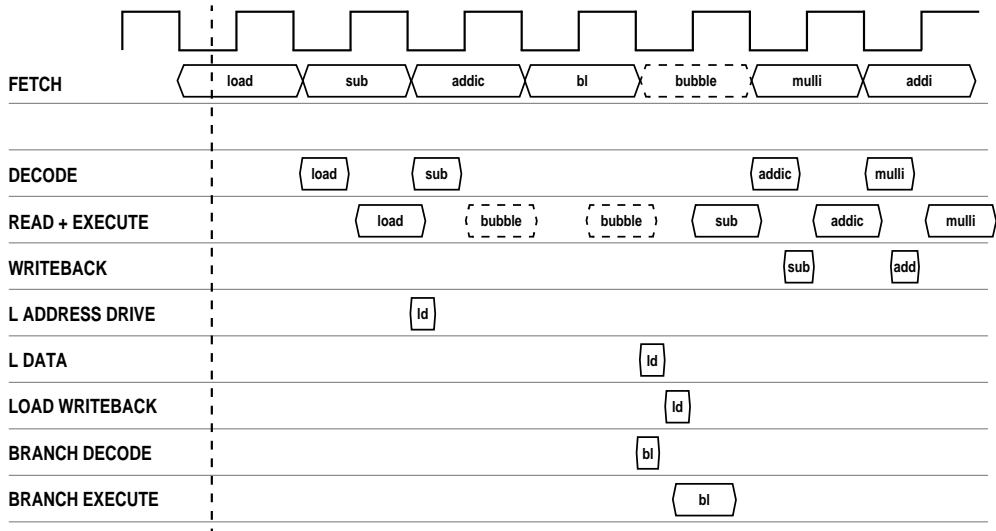 FETCH load sub addic bl bubble mulli addi
DECODE load sub addic mulli
READ + EXECUTE load bubble bubble sub addic mulli
WRITEBACK sub add
L ADDRESS DRIVE ld
L DATA ld
LOAD WRITEBACK ld
BRANCH DECODE bl
BRANCH EXECUTE bl